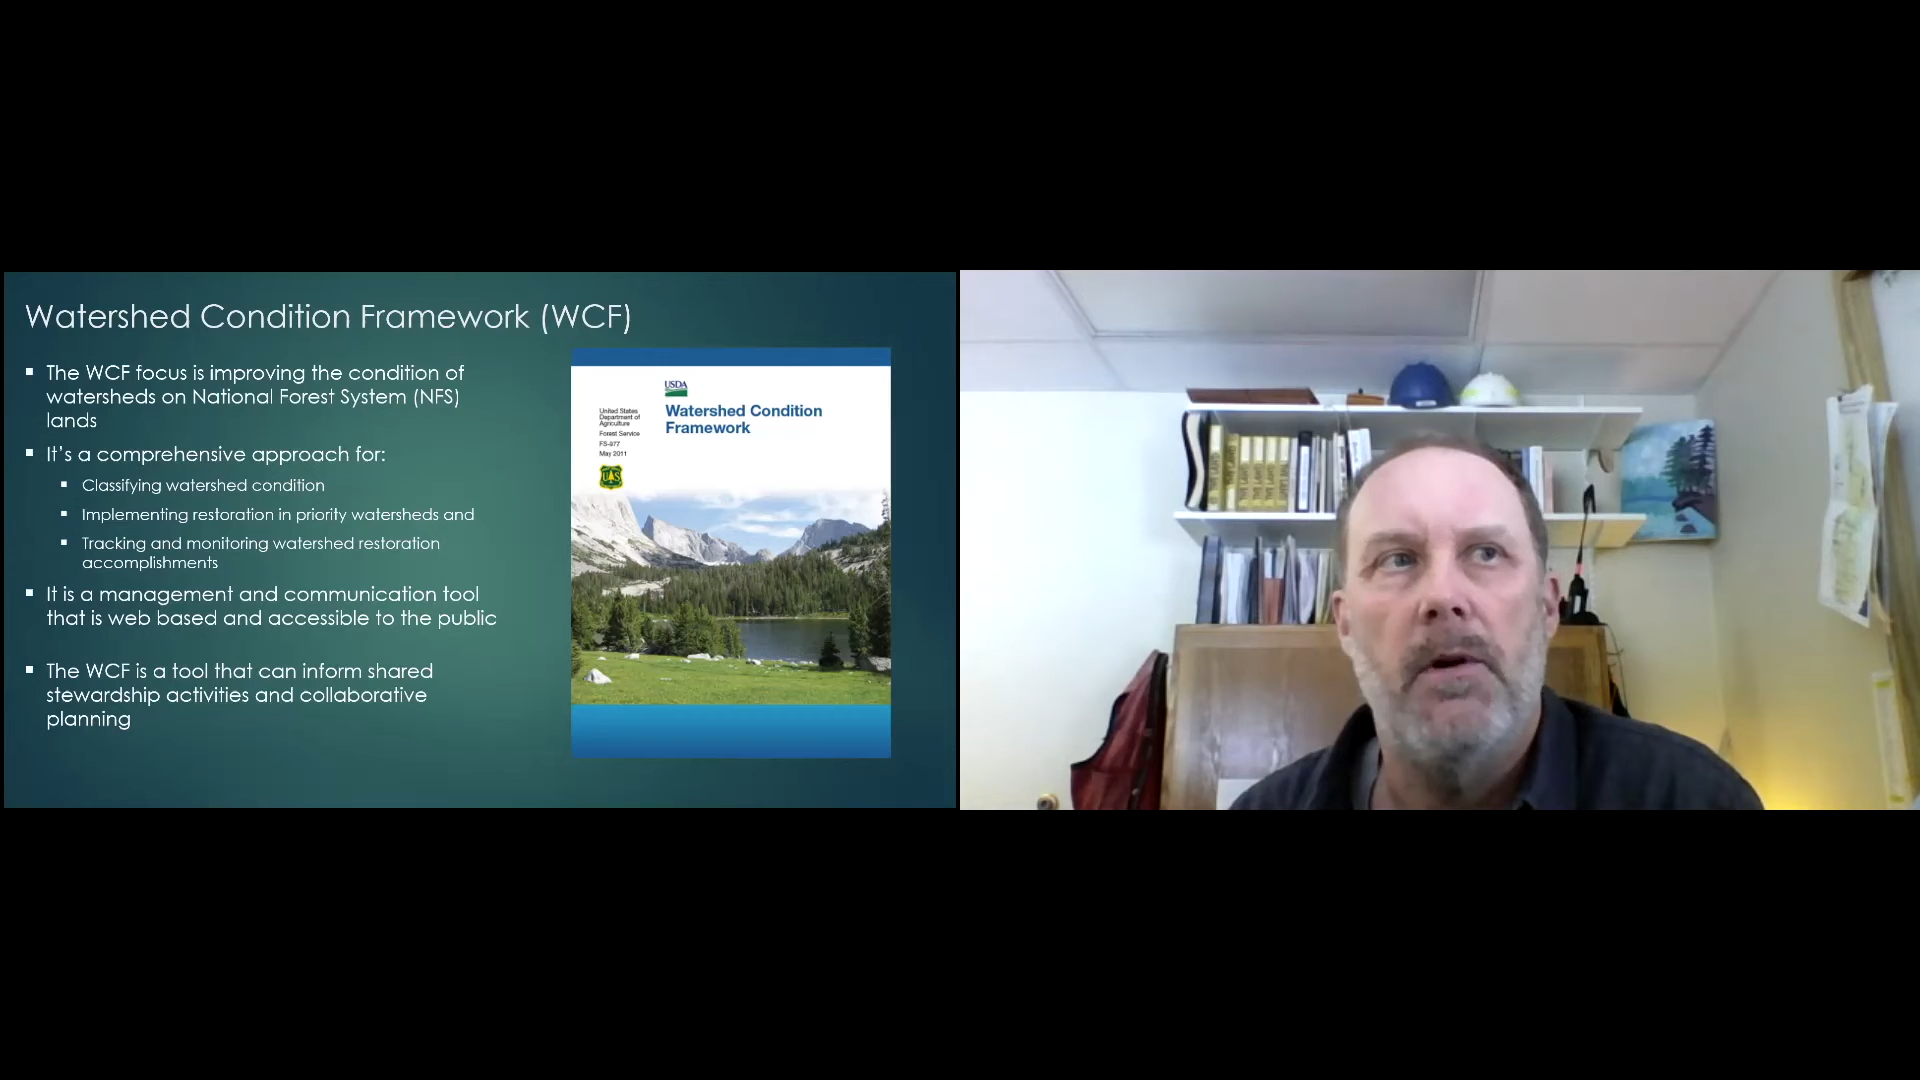 Watershed Condition Framework (WCF)
The WCF focus is improving the condition of
watersheds on National Forest System (NFS)
lands
It's a comprehensive approach for:
Classifying watershed condition
Implementing restoration in priority watersheds and
Tracking and monitoring watershed restoration
accomplishments
It is a management and communication tool
that is web based and accessible to the public
The WCF is a tool that can inform shared
stewardship activities and collaborative
planning
USDA
United States
Department of
Agriculture
Forest Service
FS-977
May 2011
Watershed Condition
Framework
UAS